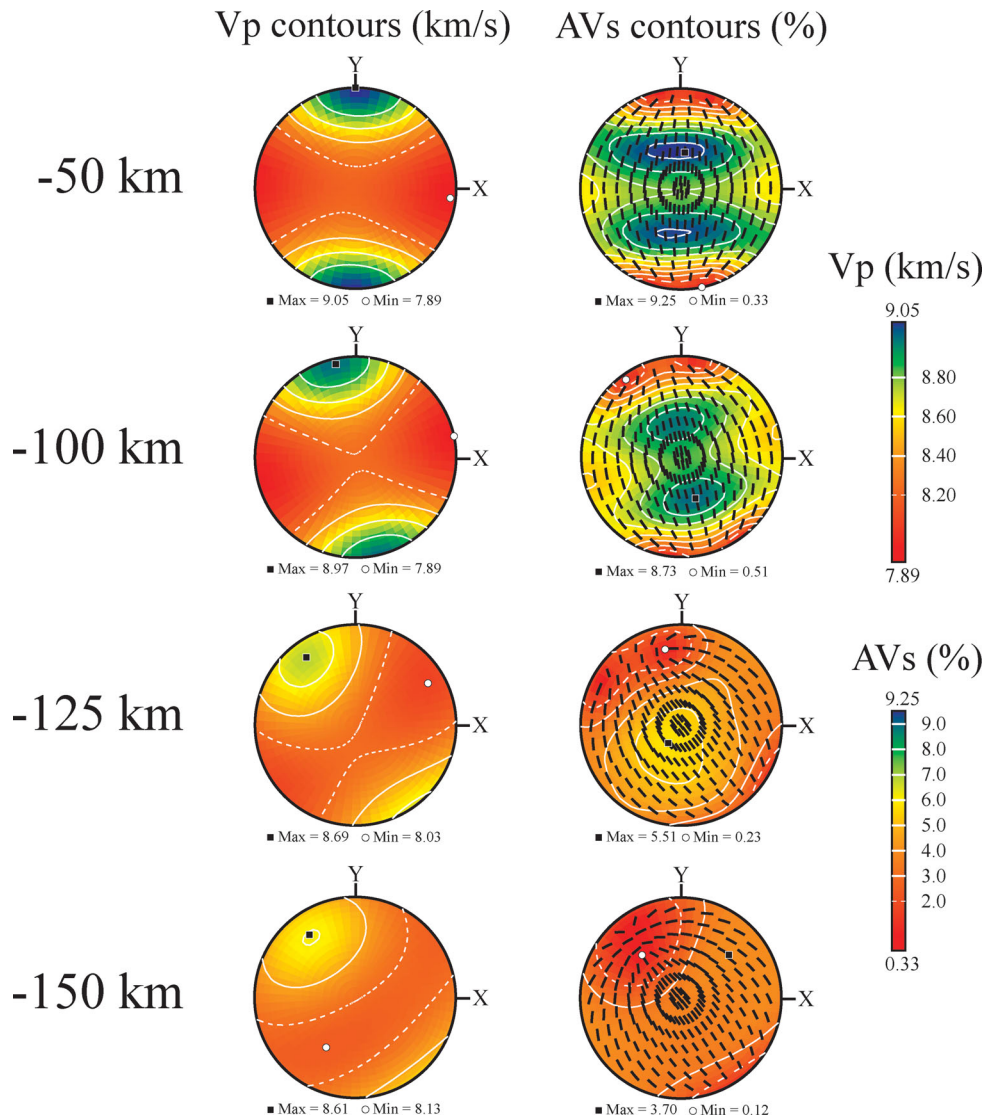 Vp contours (km/s)
AVs contours (%)
Y
Y
-50 km
X
X
■ Max = 9.05 ○ Min = 7.89
■ Max = 9.25 ○ Min = 0.33
Vp (km/s)
9.05
8.80
8.60
8.40
8.20
7.89
Y
Y
-100 km
X
X
■ Max = 8.97 ○ Min = 7.89
■ Max = 8.73 ○ Min = 0.51
Y
Y
-125 km
X
X
■ Max = 8.69 ○ Min = 8.03
■ Max = 5.51 ○ Min = 0.23
AVs (%)
9.25
9.0
8.0
7.0
6.0
5.0
4.0
3.0
2.0
0.33
Y
Y
-150 km
X
X
■ Max = 8.61 ○ Min = 8.13
■ Max = 3.70 ○ Min = 0.12